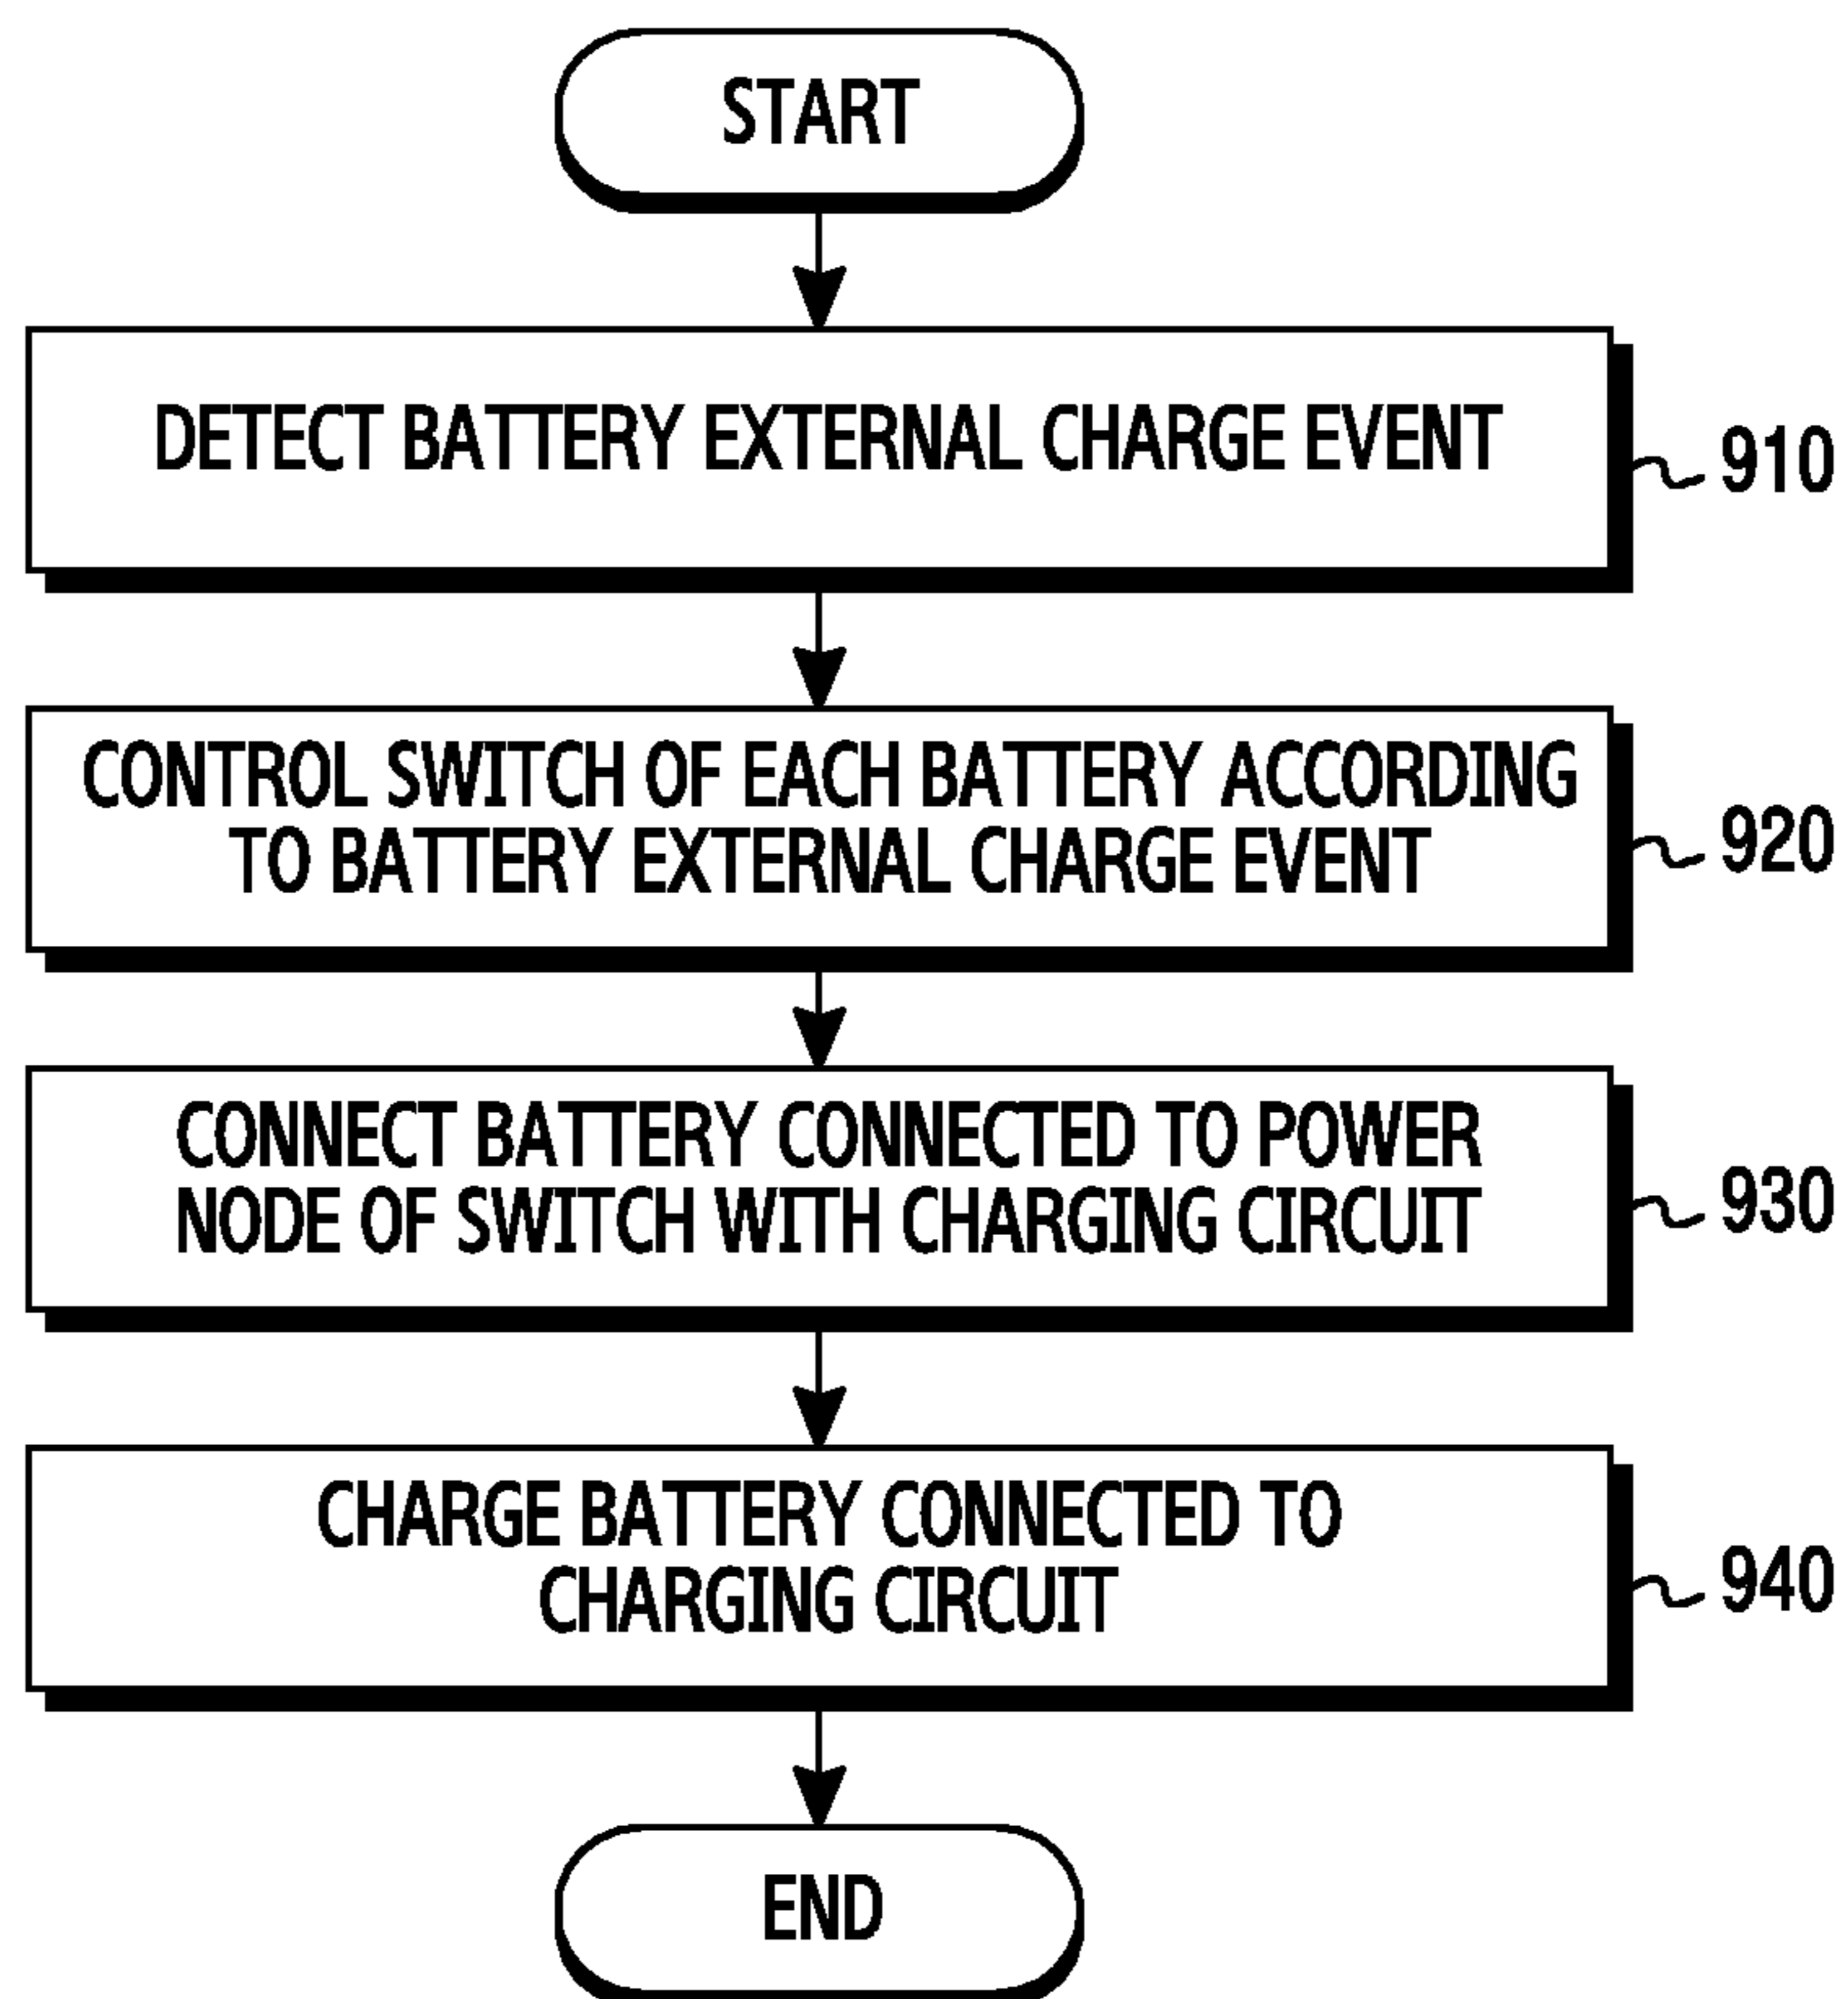 START
DETECT BATTERY EXTERNAL CHARGE EVENT
910
CONTROL SWITCH OF EACH BATTERY ACCORDING
TO BATTERY EXTERNAL CHARGE EVENT
920
CONNECT BATTERY CONNECTED TO POWER
NODE OF SWITCH WITH CHARGING CIRCUIT
930
CHARGE BATTERY CONNECTED TO
CHARGING CIRCUIT
940
END